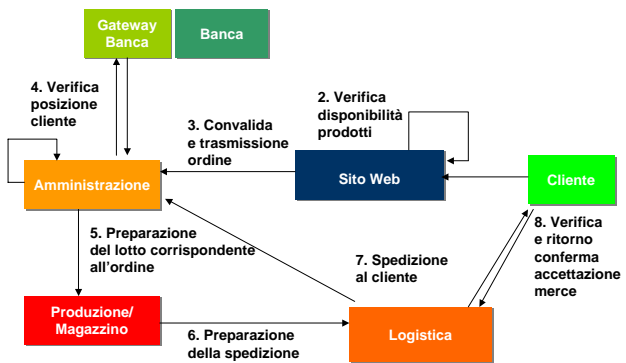 Gateway
Banca
Banca
4. Verifica
posizione
cliente
2. Verifica
disponibilità
prodotti
3. Convalida
e trasmissione
ordine
Amministrazione
Sito Web
Cliente
5. Preparazione
del lotto corrispondente
all'ordine
7. Spedizione
al cliente
8. Verifica
e ritorno
conferma
accettazione
merce
Produzione/
Magazzino
6. Preparazione
della spedizione
Logistica